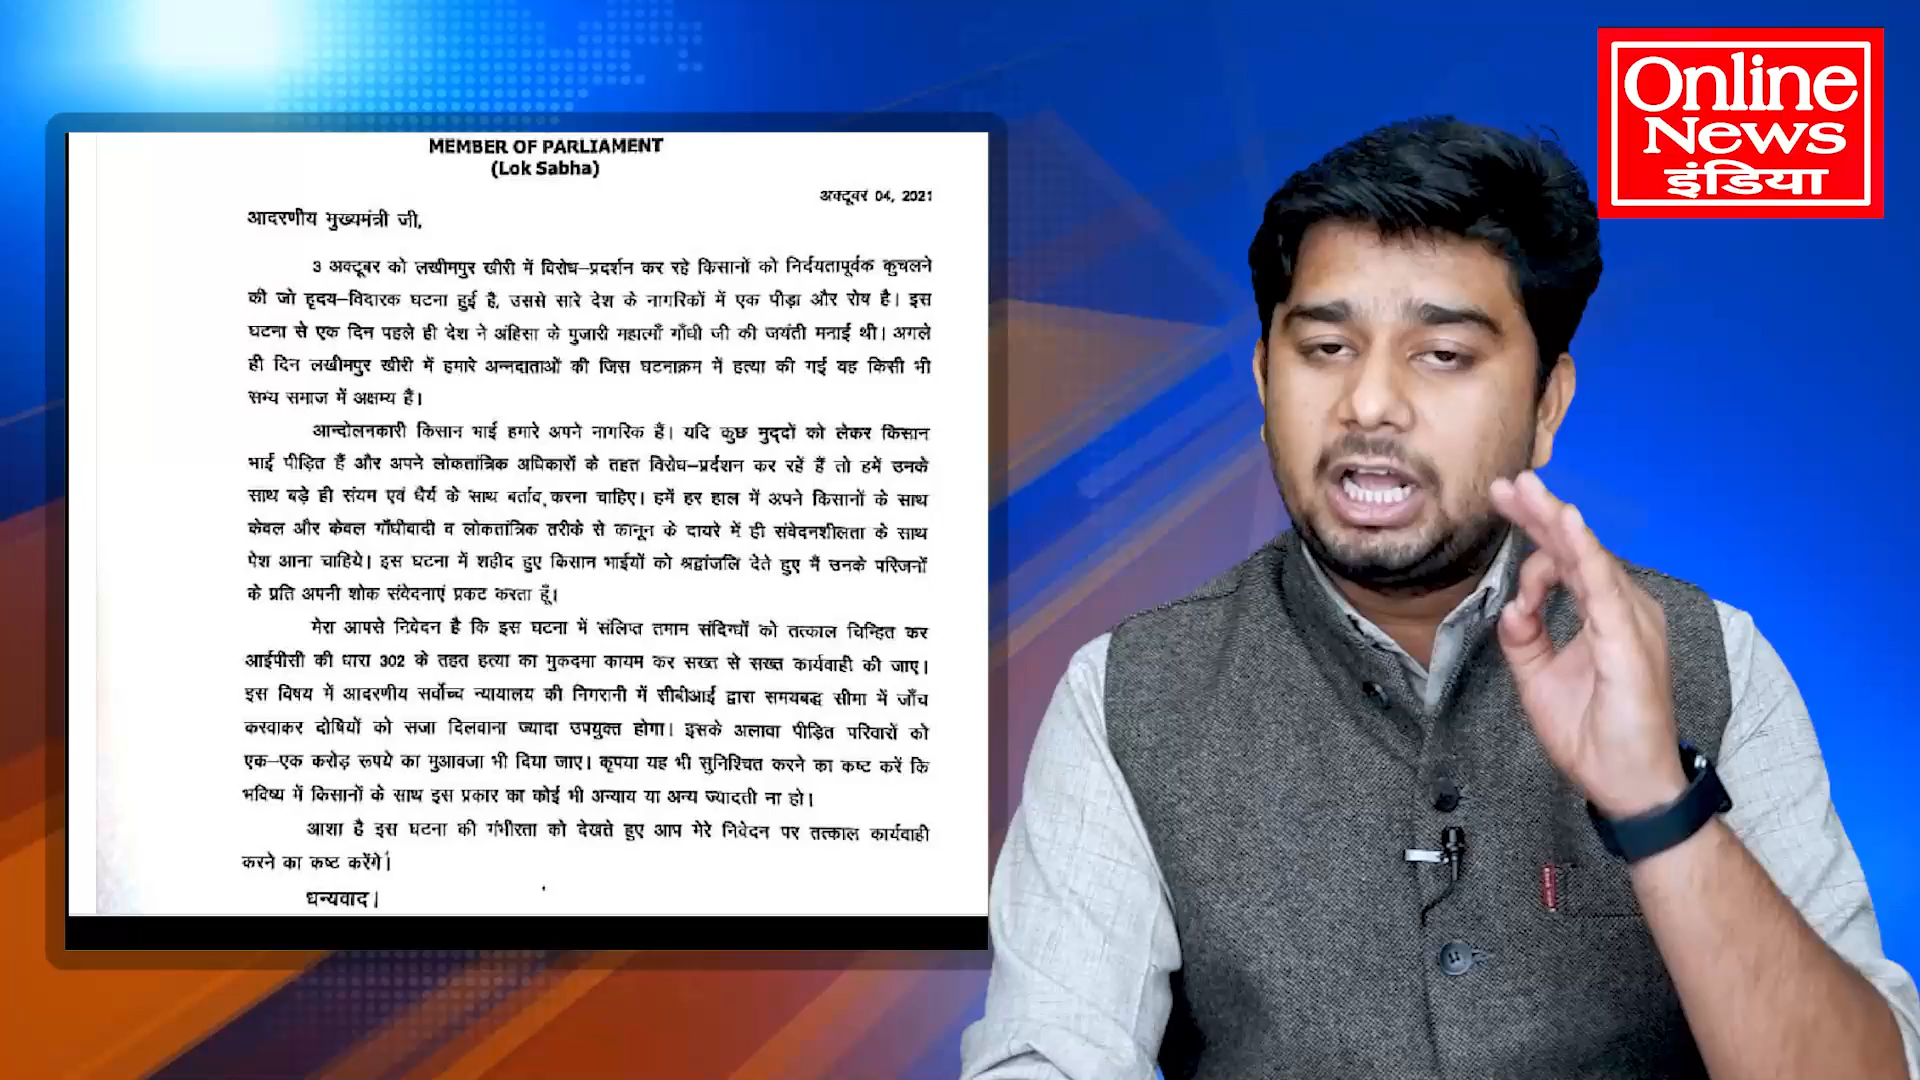 MEMBER OF PARLIAMENT
(Lok Sabha)
अक्टूबर 04, 2021
आदरणीय मुख्यमंत्री जी,
3 अक्टूबर को लखीमपुर खीरी में विरोध–प्रदर्शन कर रहे किसानों को निर्दयतापूर्वक कुचलने
की जो हृदय–विदारक घटना हुई है, उससे सारे देश के नागरिकों में एक पीड़ा और रोष है। इस
घटना से एक दिन पहले ही देश ने अंहिसा के पुजारी महात्माँ गाँधी जी की जयंती मनाई थी। अगले
ही दिन लखीमपुर खीरी में हमारे अन्नदाताओं की जिस घटनाक्रम में हत्या की गई वह किसी भी
सभ्य समाज में अक्षम्य हैं।
आन्दोलनकारी किसान भाई हमारे अपने नागरिक हैं। यदि कुछ मुद्दों को लेकर किसान
भाई पीड़ित हैं और अपने लोकतांत्रिक अधिकारों के तहत विरोध–प्रर्दशन कर रहें हैं तो हमें उनके
साथ बड़े ही संयम एवं धैर्य के साथ बर्ताव करना चाहिए। हमें हर हाल में अपने किसानों के साथ
केवल और केवल गाँधीवादी व लोकतांत्रिक तरीके से कानून के दायरे में ही संवेदनशीलता के साथ
पेश आना चाहिये। इस घटना में शहीद हुए किसान भाईयों को श्रद्वांजलि देते हुए मैं उनके परिजनों
के प्रति अपनी शोक संवेदनाएं प्रकट करता हूँ।
मेरा आपसे निवेदन है कि इस घटना में संलिप्त तमाम संदिग्धों को तत्काल चिन्हित कर
आईपीसी की धारा 302 के तहत हत्या का मुकदमा कायम कर सख्त से सख्त कार्यवाही की जाए।
इस विषय में आदरणीय सर्वोच्च न्यायालय की निगरानी में सीबीआई द्वारा समयबद्ध सीमा में जाँच
करवाकर दोषियों को सजा दिलवाना ज्यादा उपयुक्त होगा। इसके अलावा पीड़ित परिवारों को
एक–एक करोड़ रूपये का मुआवजा भी दिया जाए। कृपया यह भी सुनिश्चित करने का कष्ट करें कि
भविष्य में किसानों के साथ इस प्रकार का कोई भी अन्याय या अन्य ज्यादती ना हो।
आशा है इस घटना की गंभीरता को देखते हुए आप मेरे निवेदन पर तत्काल कार्यवाही
करने का कष्ट करेंगे।
धन्यवाद।
Online
News
इंडिया